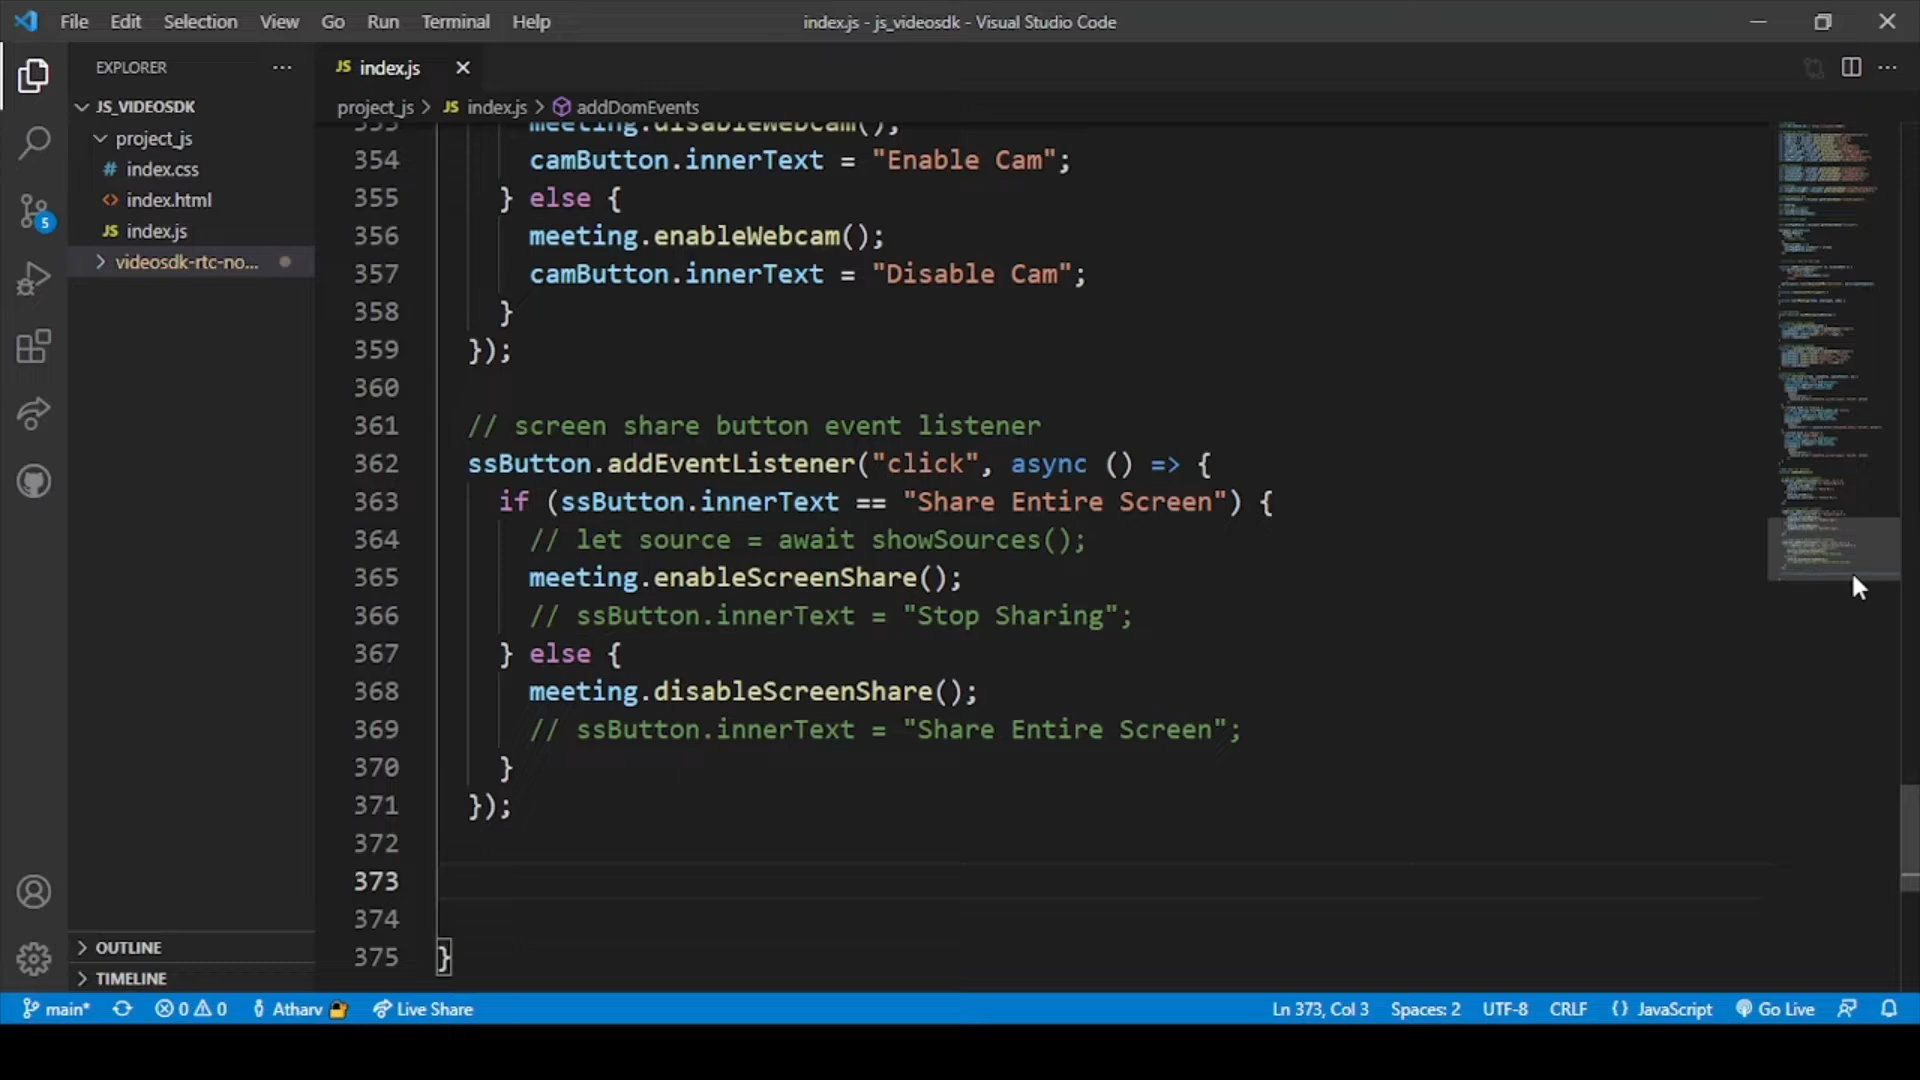 File Edit Selection View Go Run Terminal Help
index.js - js_videosdk - Visual Studio Code
EXPLORER
JS index.js
JS_VIDEOSDK
project_js
# index.css
<> index.html
JS index.js
videosdk-rtc-no...
project_js > JS index.js > addDomEvents
353 meeting.disableWebcam();
354 camButton.innerText = "Enable Cam";
355 } else {
356 meeting.enableWebcam();
357 camButton.innerText = "Disable Cam";
358 }
359 });
360
361 // screen share button event listener
362 ssButton.addEventListener("click", async () => {
363 if (ssButton.innerText == "Share Entire Screen") {
364 // let source = await showSources();
365 meeting.enableScreenShare();
366 // ssButton.innerText = "Stop Sharing";
367 } else {
368 meeting.disableScreenShare();
369 // ssButton.innerText = "Share Entire Screen";
370 }
371 });
372
373
374
375 }
5
OUTLINE
TIMELINE
main* 0 0 Atharv Live Share
Ln 373, Col 3 Spaces: 2 UTF-8 CRLF {} JavaScript Go Live